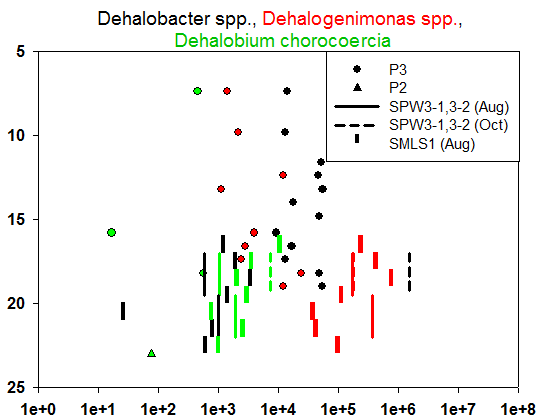 Dehalobacter spp., Dehalogenimonas spp.,
Dehalobium chorocoercia
5
10
15
20
25
P3
P2
SPW3-1,3-2 (Aug)
SPW3-1,3-2 (Oct)
SMLS1 (Aug)
1e+0 1e+1 1e+2 1e+3 1e+4 1e+5 1e+6 1e+7 1e+8